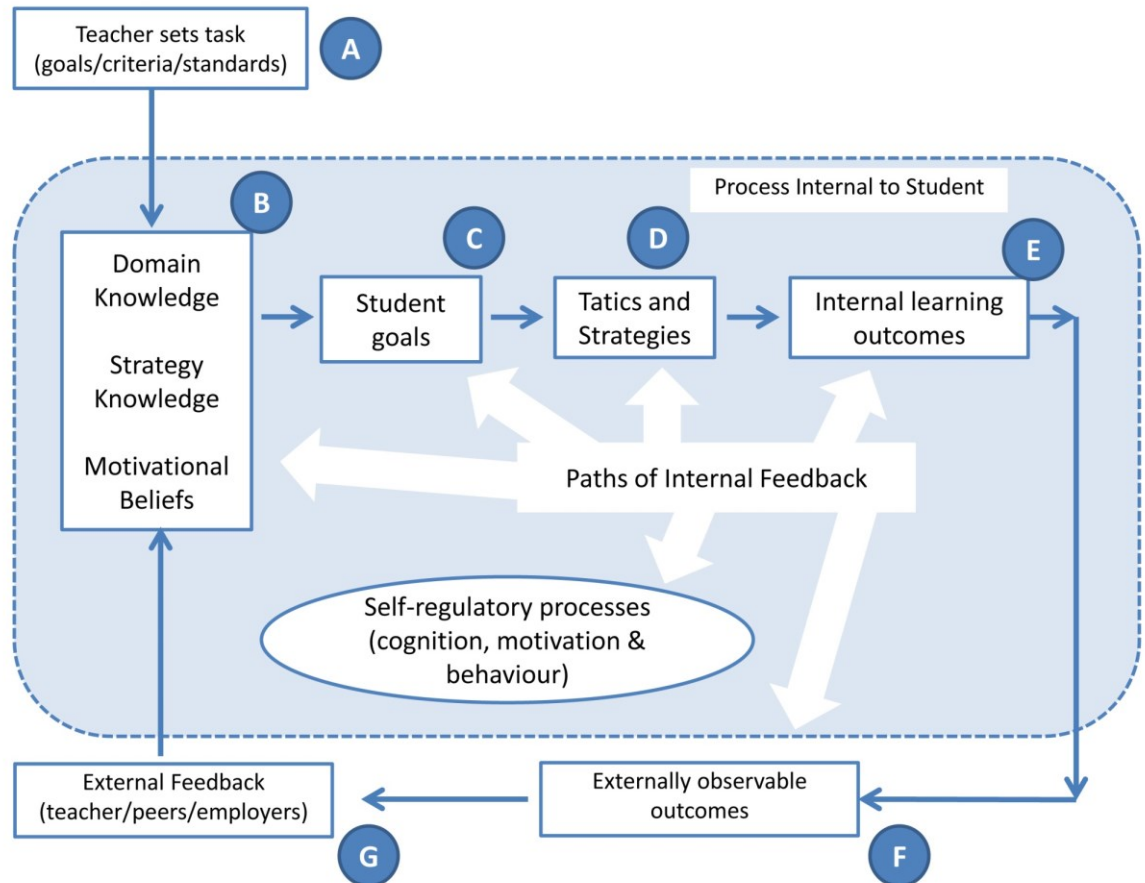 Teacher sets task
(goals/criteria/standards)
A
Process Internal to Student
B
Domain
Knowledge
Strategy
Knowledge
Motivational
Beliefs
C
Student
goals
D
Tatics and
Strategies
E
Internal learning
outcomes
Paths of Internal Feedback
Self-regulatory processes
(cognition, motivation &
behaviour)
External Feedback
(teacher/peers/employers)
G
Externally observable
outcomes
F